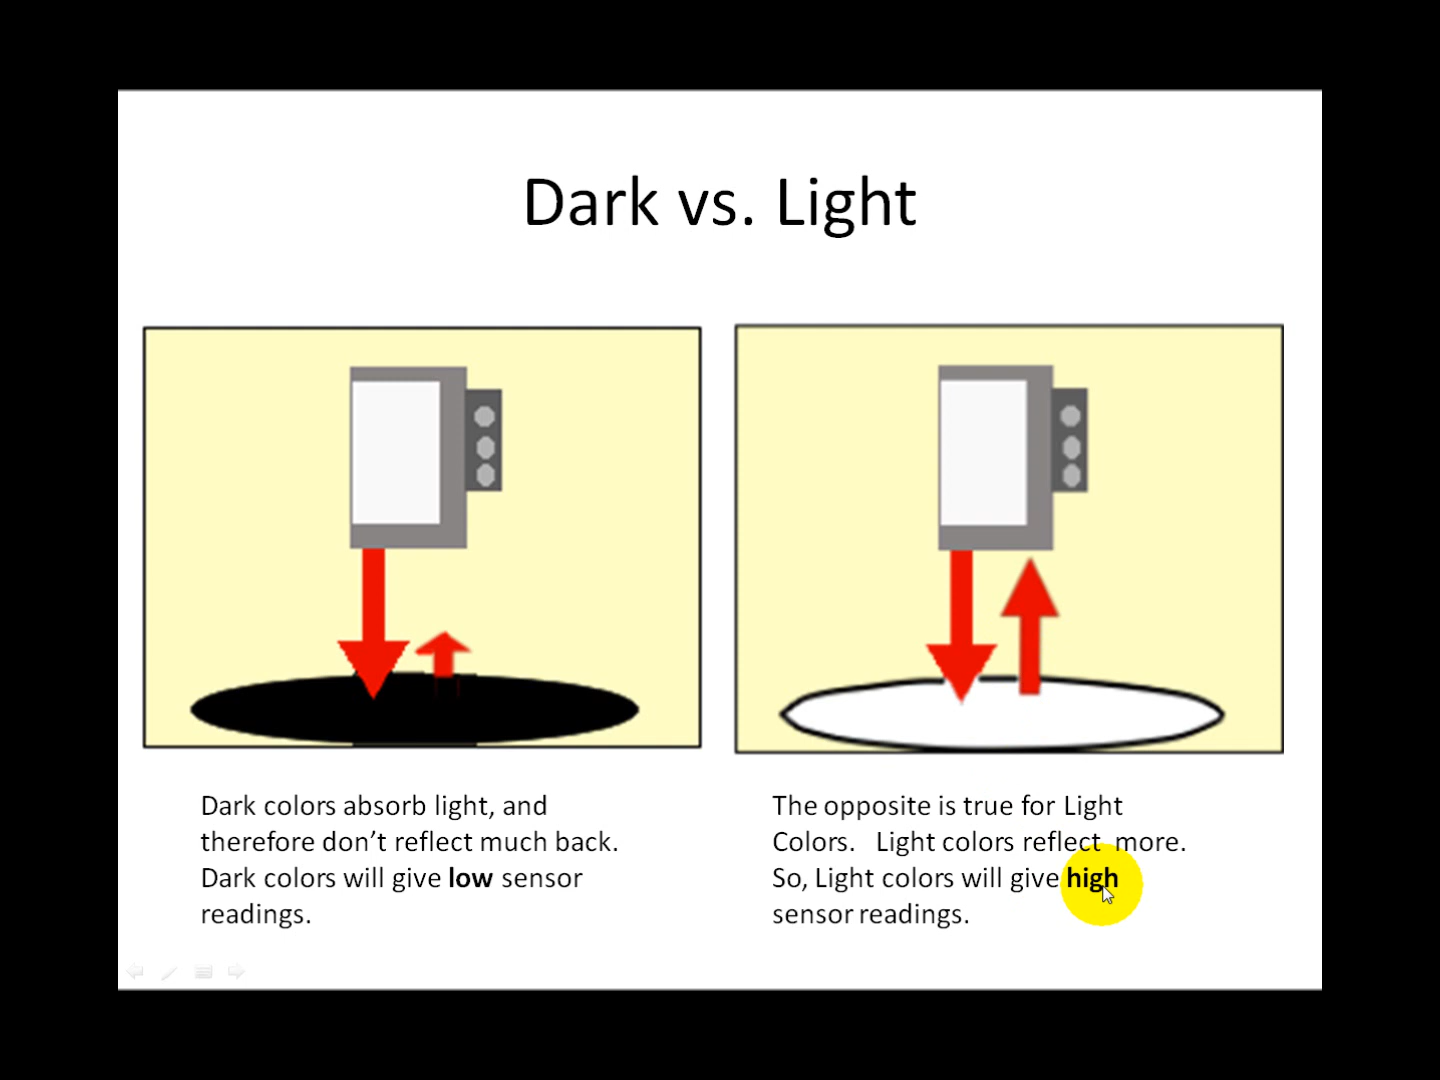 Dark vs. Light
Dark colors absorb light, and
therefore don’t reflect much back.
Dark colors will give low sensor
readings.
The opposite is true for Light
Colors.   Light colors reflect  more.
So, Light colors will give high
sensor readings.